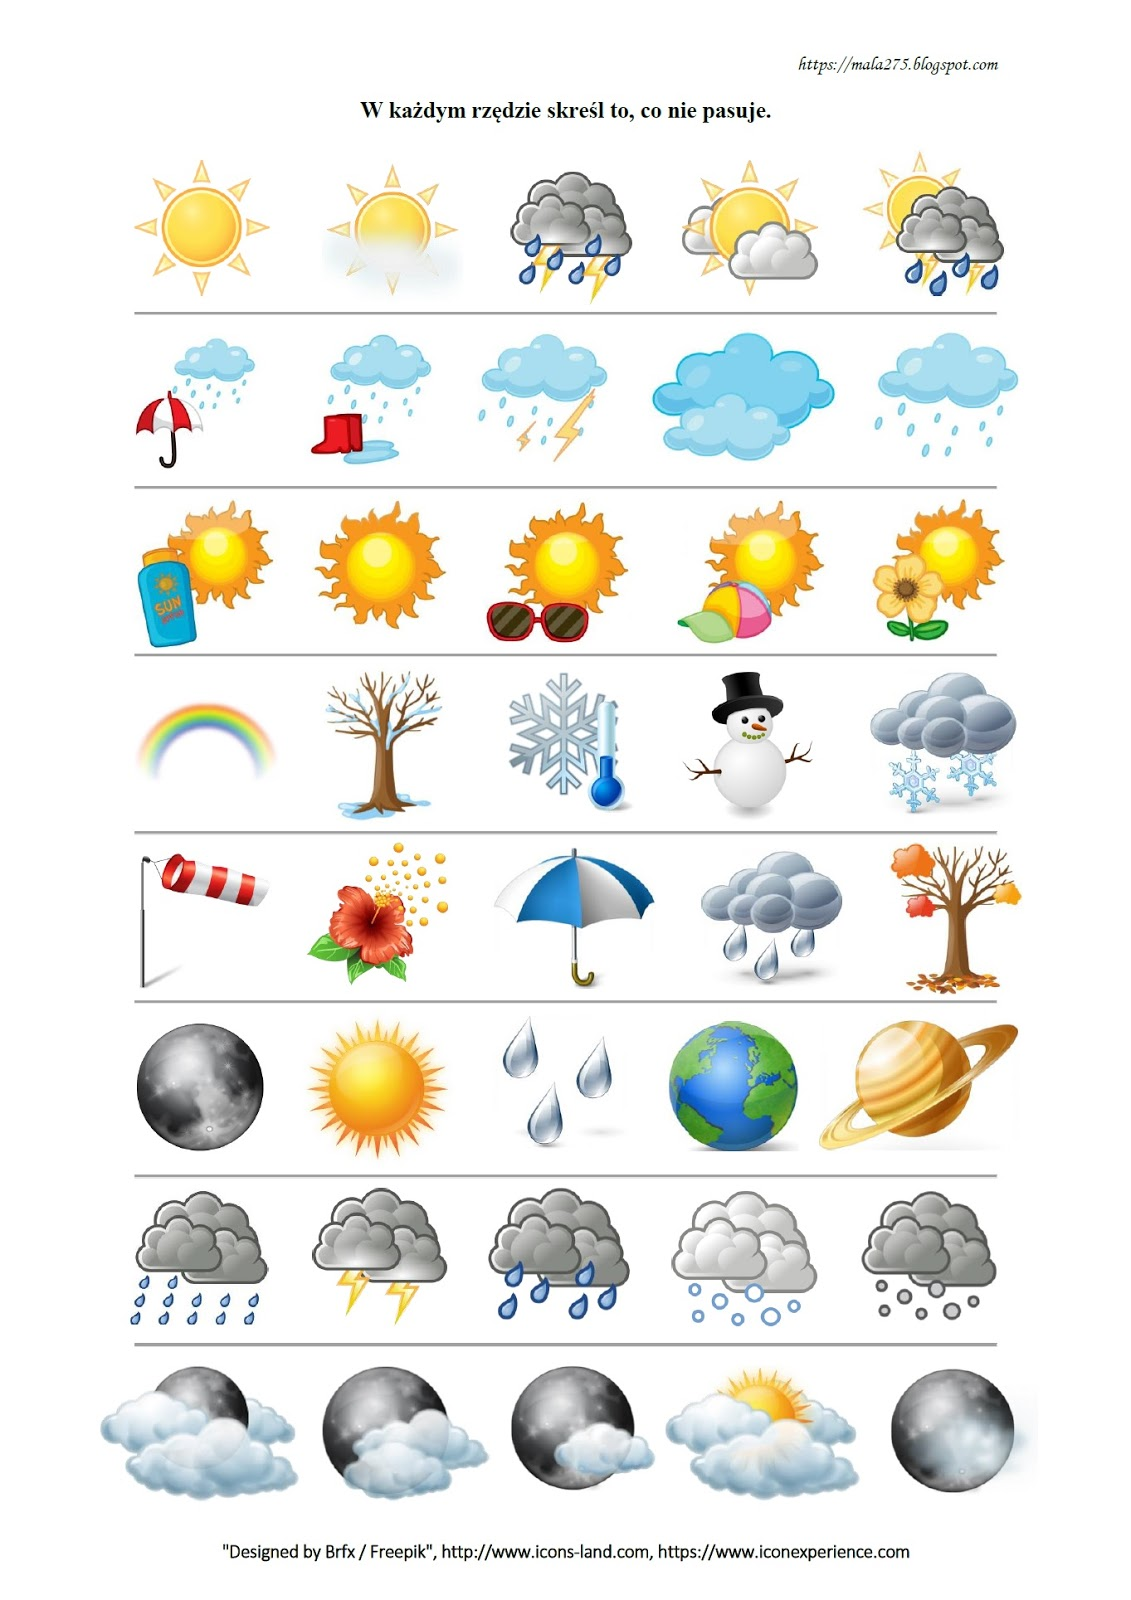 https://mala275.blogspot.com
W każdym rzędzie skreśl to, co nie pasuje.
SUN
"Designed by Brfx / Freepik", http://www.icons-land.com, https://www.iconexperience.com